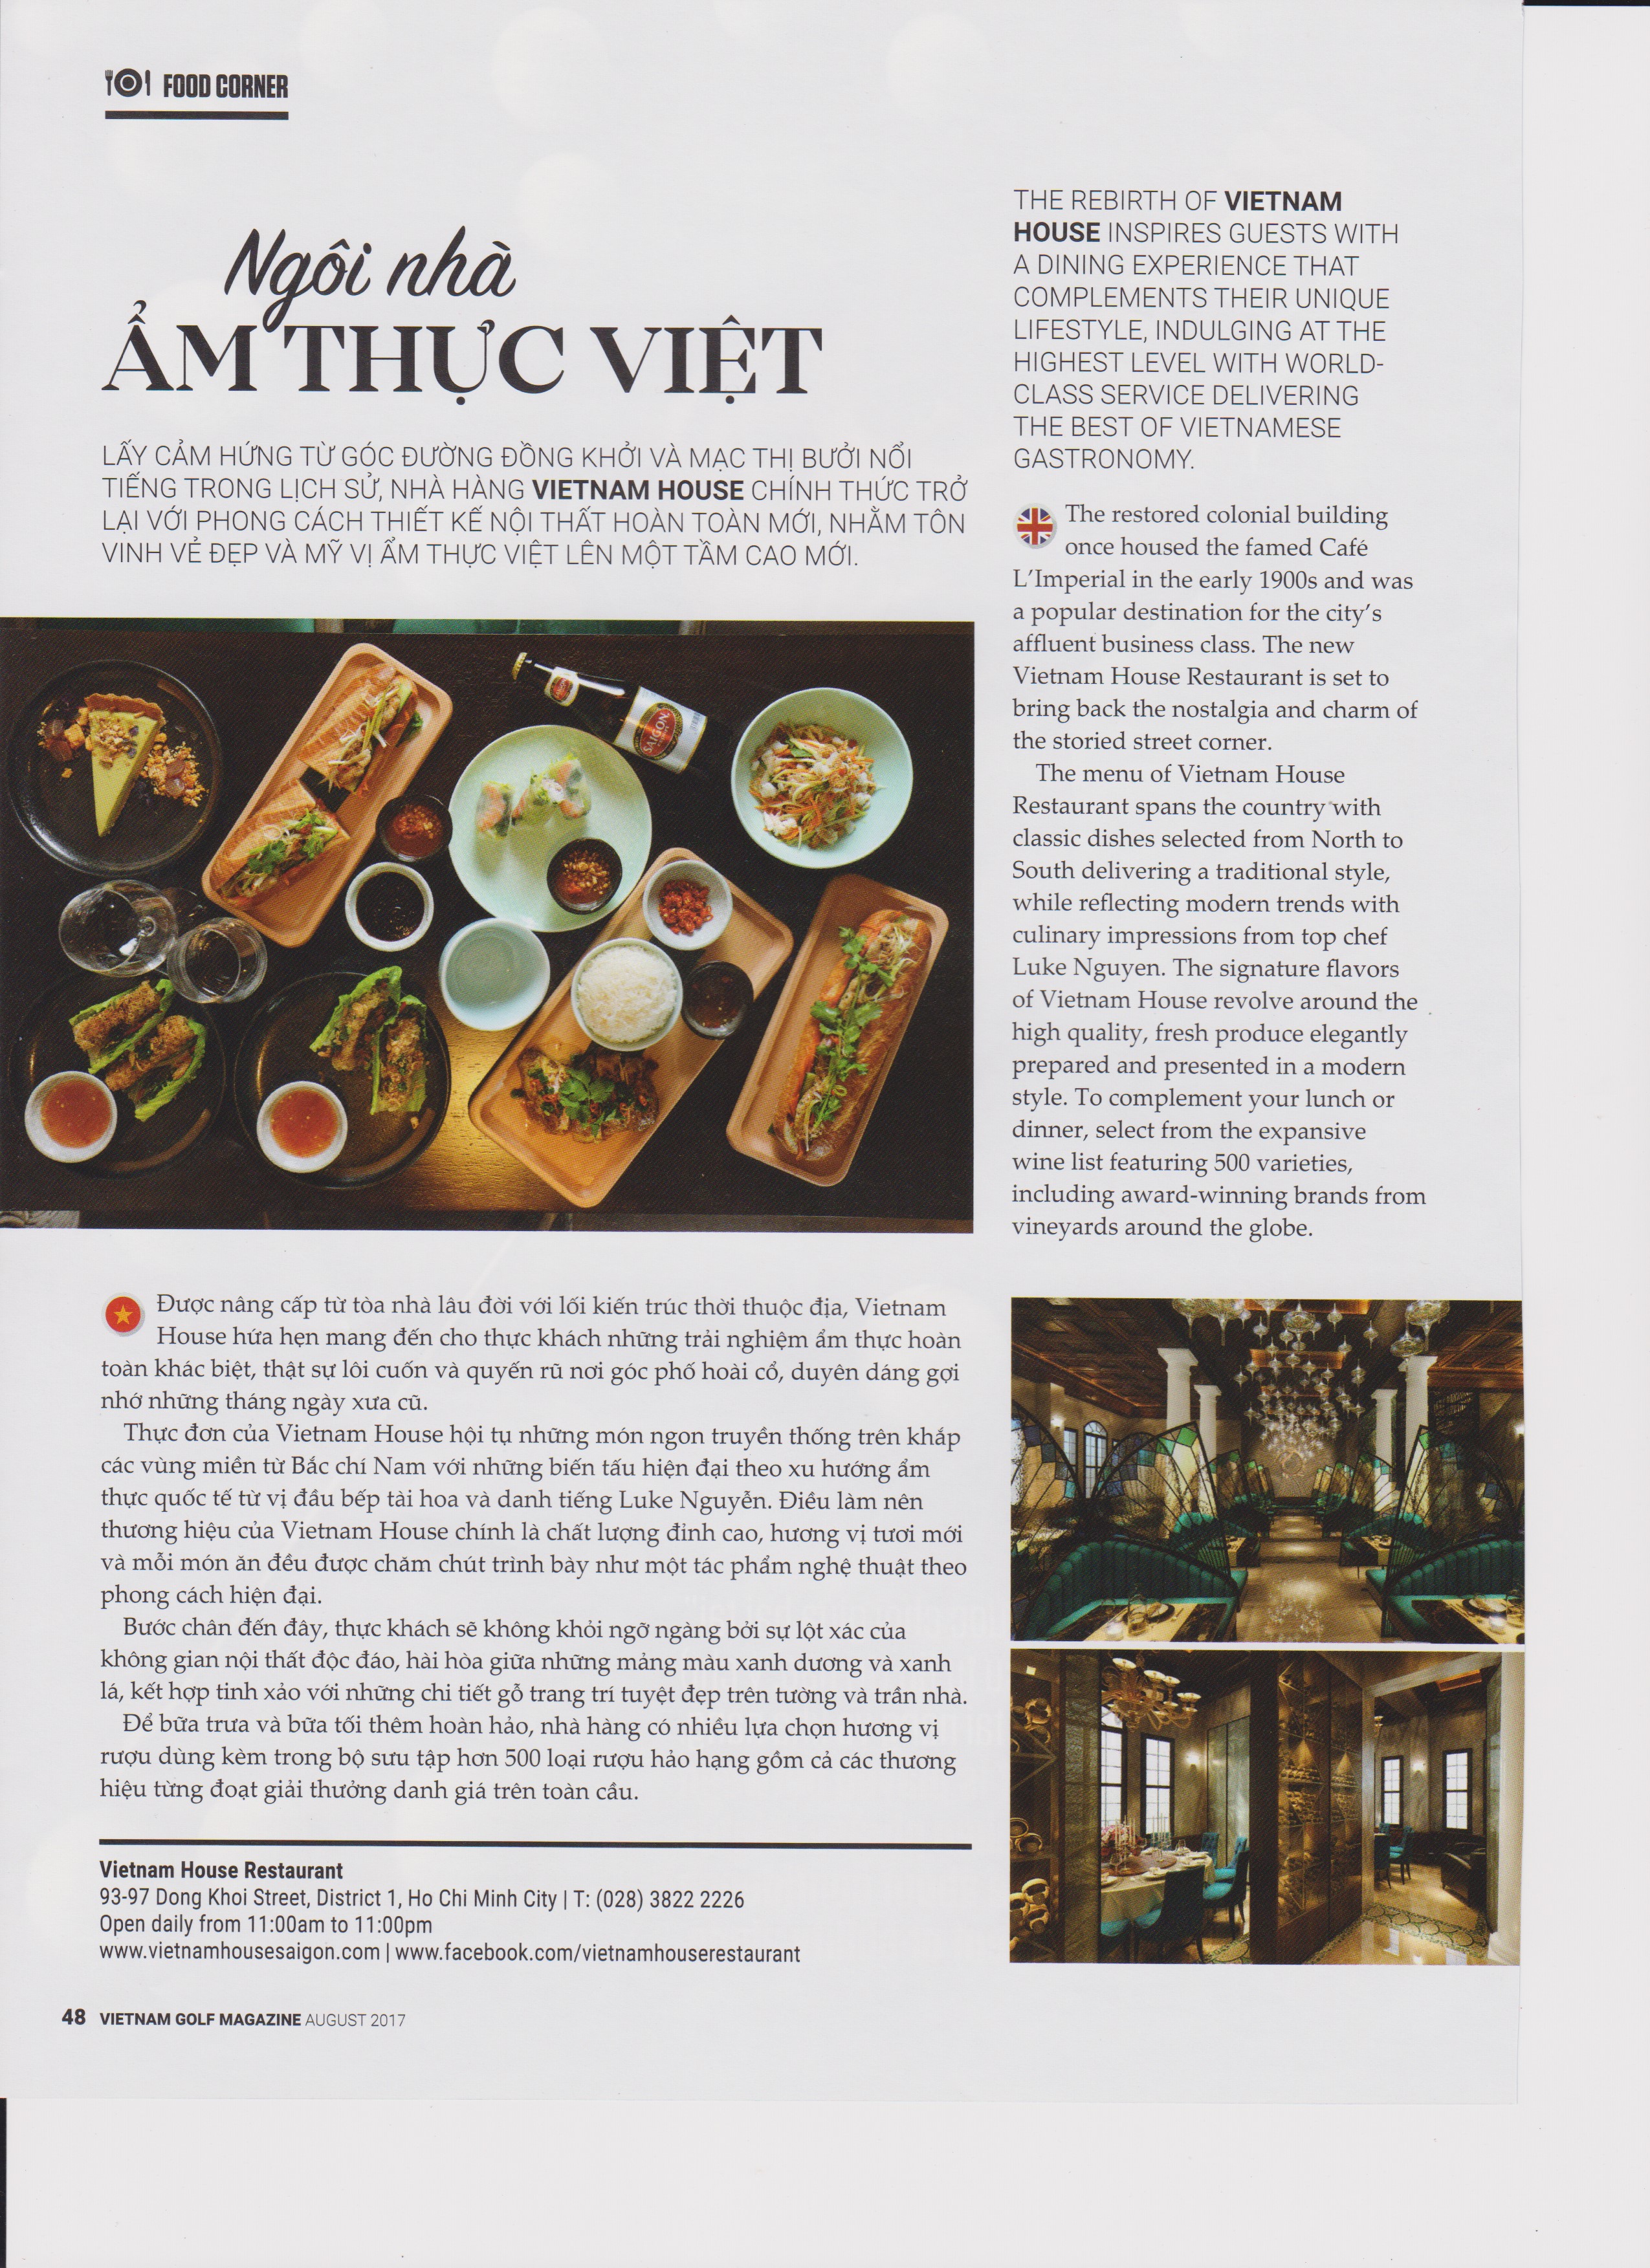 FOOD CORNER
Ngôi nhà
ẨM THỰC VIỆT
LẤY CẢM HỨNG TỪ GÓC ĐƯỜNG ĐỒNG KHỞI VÀ MẠC THỊ BƯỞI NỔI
TIẾNG TRONG LỊCH SỬ, NHÀ HÀNG VIETNAM HOUSE CHÍNH THỨC TRỞ
LẠI VỚI PHONG CÁCH THIẾT KẾ NỘI THẤT HOÀN TOÀN MỚI, NHẰM TÔN
VINH VẺ ĐẸP VÀ MỸ VỊ ẨM THỰC VIỆT LÊN MỘT TẦM CAO MỚI.
SAIGON
Được nâng cấp từ tòa nhà lâu đời với lối kiến trúc thời thuộc địa, Vietnam
House hứa hẹn mang đến cho thực khách những trải nghiệm ẩm thực hoàn
toàn khác biệt, thật sự lôi cuốn và quyến rũ nơi góc phố hoài cổ, duyên dáng gợi
nhớ những tháng ngày xưa cũ.
Thực đơn của Vietnam House hội tụ những món ngon truyền thống trên khắp
các vùng miền từ Bắc chí Nam với những biến tấu hiện đại theo xu hướng ẩm
thực quốc tế từ vị đầu bếp tài hoa và danh tiếng Luke Nguyễn. Điều làm nên
thương hiệu của Vietnam House chính là chất lượng đỉnh cao, hương vị tươi mới
và mỗi món ăn đều được chăm chút trình bày như một tác phẩm nghệ thuật theo
phong cách hiện đại.
Bước chân đến đây, thực khách sẽ không khỏi ngỡ ngàng bởi sự lột xác của
không gian nội thất độc đáo, hài hòa giữa những mảng màu xanh dương và xanh
lá, kết hợp tinh xảo với những chi tiết gỗ trang trí tuyệt đẹp trên tường và trần nhà.
Để bữa trưa và bữa tối thêm hoàn hảo, nhà hàng có nhiều lựa chọn hương vị
rượu dùng kèm trong bộ sưu tập hơn 500 loại rượu hảo hạng gồm cả các thương
hiệu từng đoạt giải thưởng danh giá trên toàn cầu.
Vietnam House Restaurant
93-97 Dong Khoi Street, District 1, Ho Chi Minh City | T: (028) 3822 2226
Open daily from 11:00am to 11:00pm
www.vietnamhousesaigon.com | www.facebook.com/vietnamhouserestaurant
THE REBIRTH OF VIETNAM
HOUSE INSPIRES GUESTS WITH
A DINING EXPERIENCE THAT
COMPLEMENTS THEIR UNIQUE
LIFESTYLE, INDULGING AT THE
HIGHEST LEVEL WITH WORLD-
CLASS SERVICE DELIVERING
THE BEST OF VIETNAMESE
GASTRONOMY.
The restored colonial building
once housed the famed Café
L'Imperial in the early 1900s and was
a popular destination for the city's
affluent business class. The new
Vietnam House Restaurant is set to
bring back the nostalgia and charm of
the storied street corner.
The menu of Vietnam House
Restaurant spans the country with
classic dishes selected from North to
South delivering a traditional style,
while reflecting modern trends with
culinary impressions from top chef
Luke Nguyen. The signature flavors
of Vietnam House revolve around the
high quality, fresh produce elegantly
prepared and presented in a modern
style. To complement your lunch or
dinner, select from the expansive
wine list featuring 500 varieties,
including award-winning brands from
vineyards around the globe.
48 VIETNAM GOLF MAGAZINE AUGUST 2017